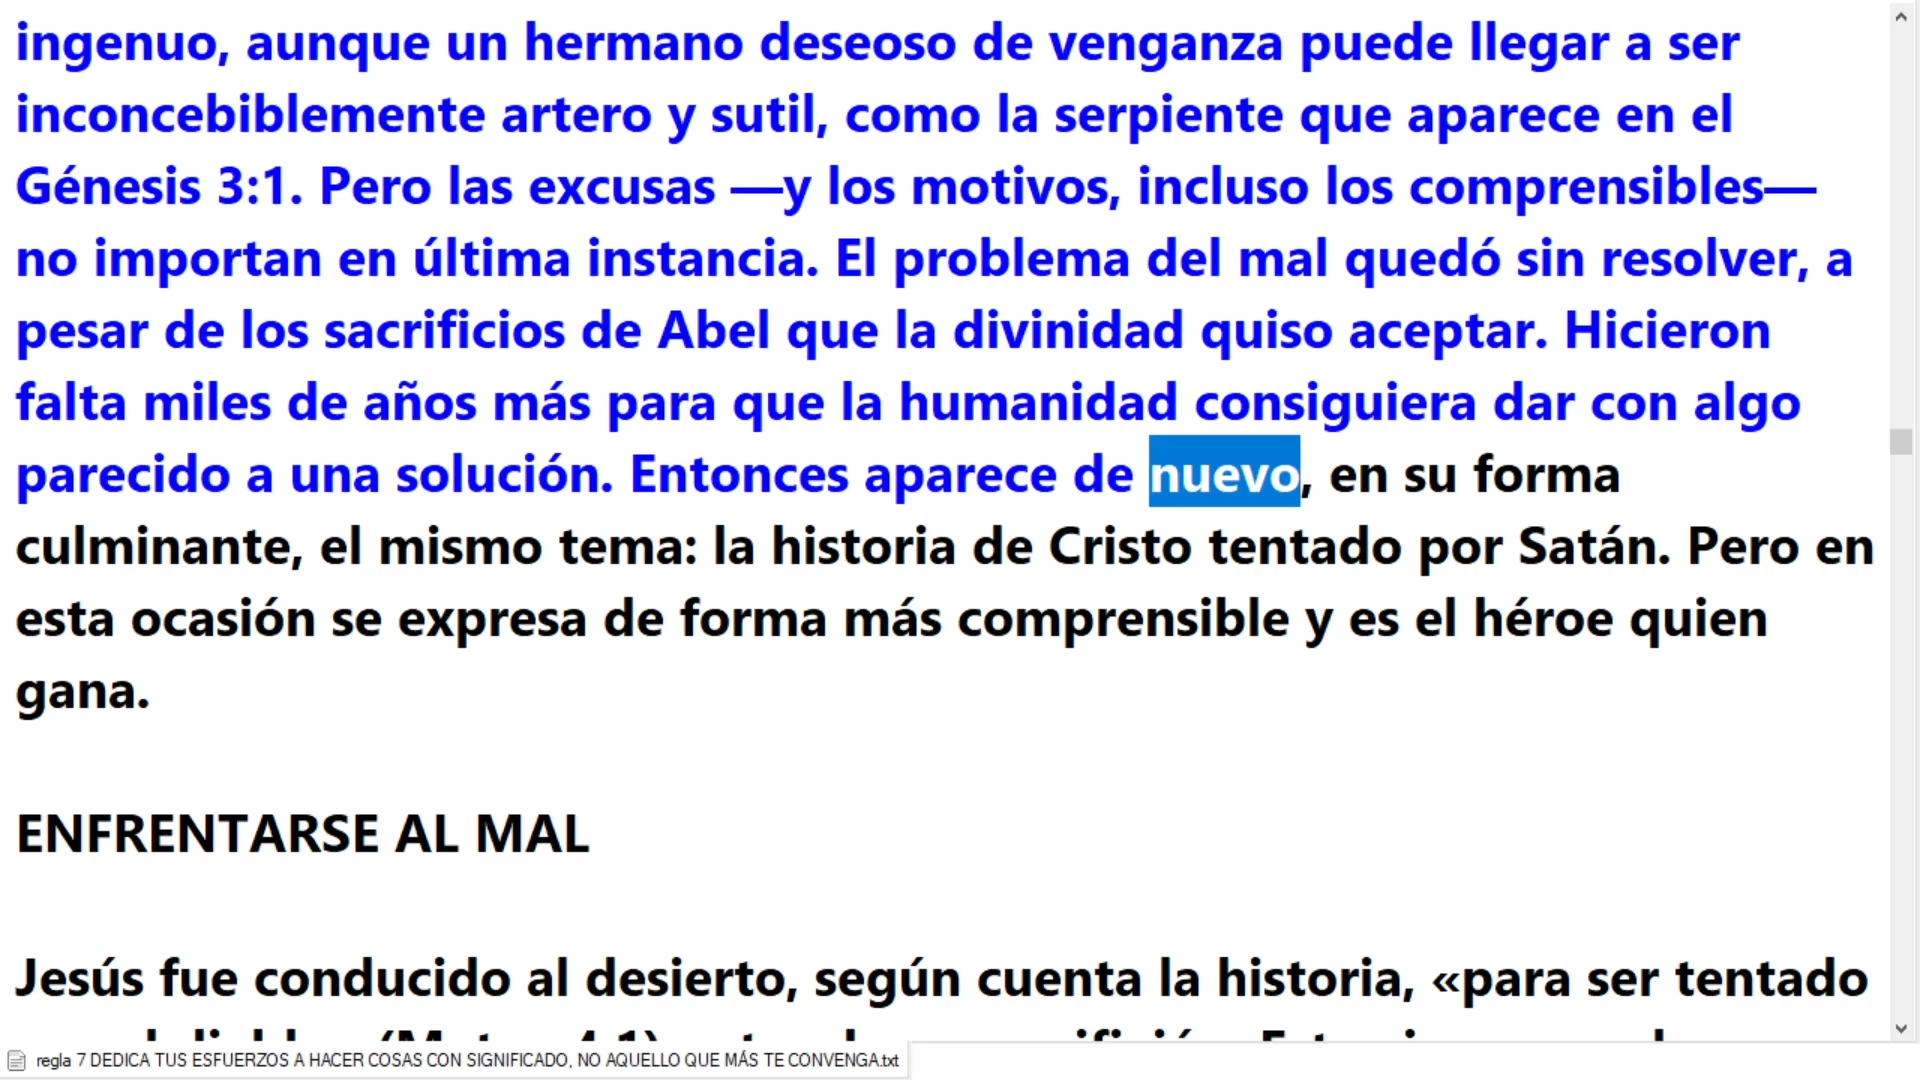 ingenuo, aunque un hermano deseoso de venganza puede llegar a ser
inconcebiblemente artero y sutil, como la serpiente que aparece en el
Génesis 3:1. Pero las excusas —y los motivos, incluso los comprensibles—
no importan en última instancia. El problema del mal quedó sin resolver, a
pesar de los sacrificios de Abel que la divinidad quiso aceptar. Hicieron
falta miles de años más para que la humanidad consiguiera dar con algo
parecido a una solución. Entonces aparece de nuevo, en su forma
culminante, el mismo tema: la historia de Cristo tentado por Satán. Pero en
esta ocasión se expresa de forma más comprensible y es el héroe quien
gana.
ENFRENTARSE AL MAL
Jesús fue conducido al desierto, según cuenta la historia, «para ser tentado
regla 7 DEDICA TUS ESFUERZOS A HACER COSAS CON SIGNIFICADO, NO AQUELLO QUE MÁS TE CONVENGA.txt